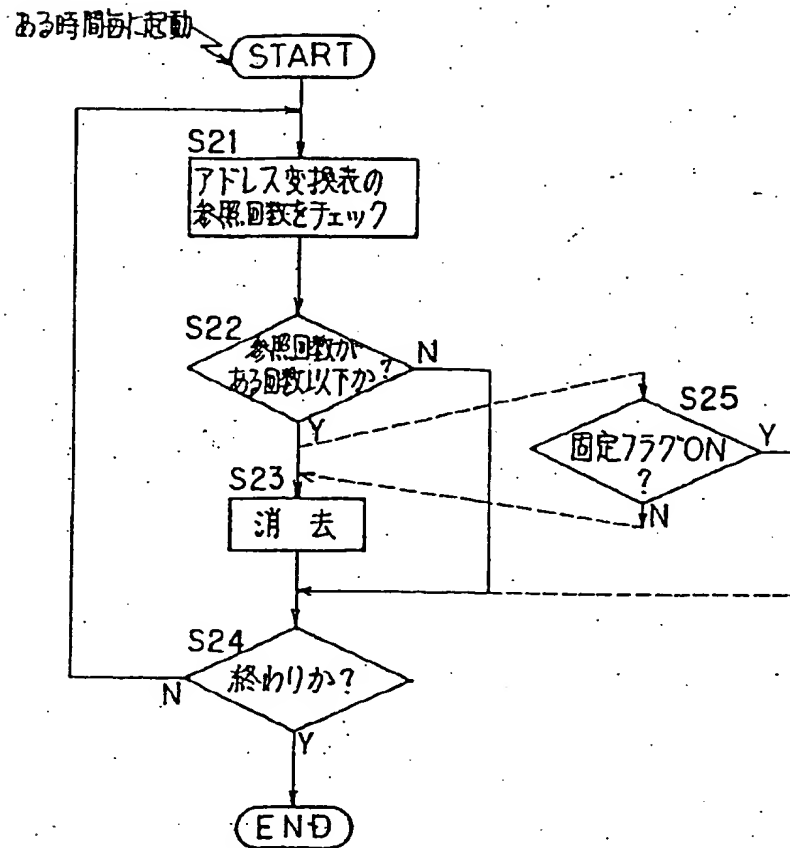 ある時間毎に起動
START
S21
アドレス変換表の
参照回数をチェック
S22
参照回数が
ある回数以下か?
N
Y
S25
固定フラグON
?
Y
N
S23
消去
S24
終わりか?
N
Y
END